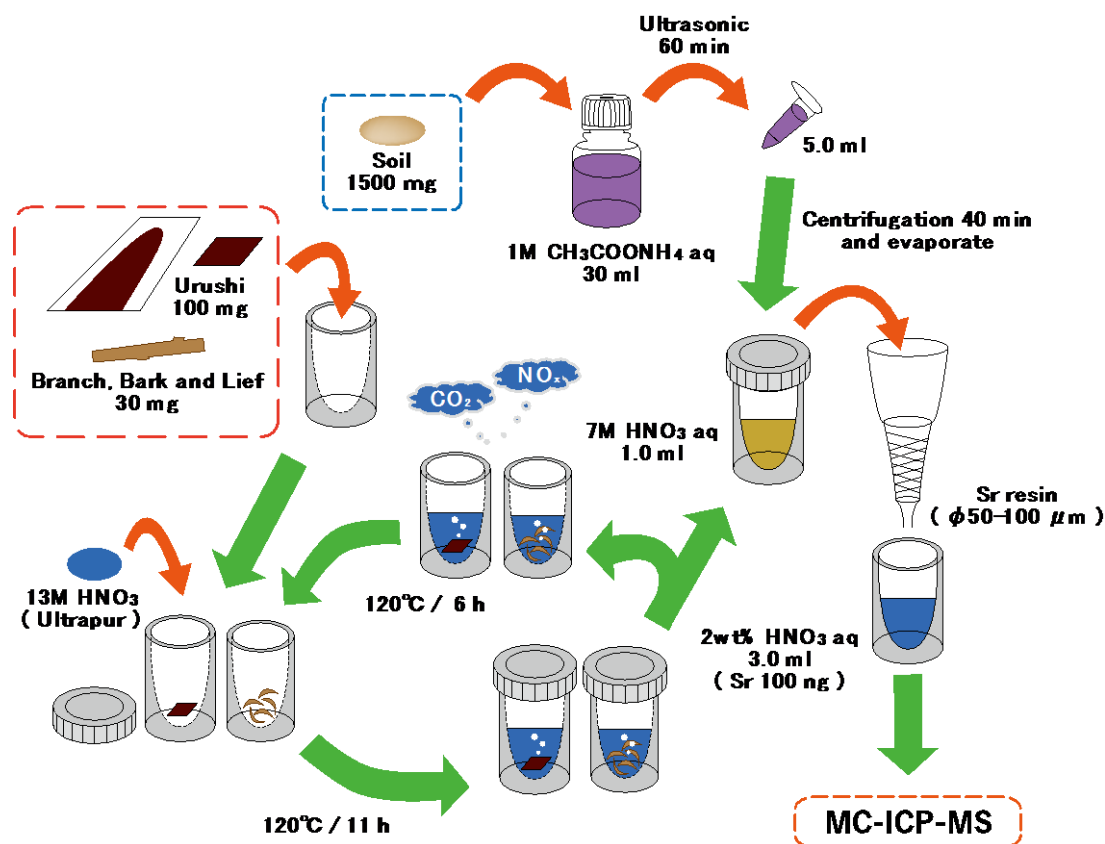 Ultrasonic
60 min
Soil
1500 mg
5.0 ml
1M CH₃COONH₄ aq
30 ml
Centrifugation 40 min
and evaporate
Urushi
100 mg
Branch, Bark and Lief
30 mg
CO₂
NOₓ
7M HNO₃ aq
1.0 ml
Sr resin
( ϕ50-100 μm )
13M HNO₃
( Ultrapur )
120℃ / 6 h
2wt% HNO₃ aq
3.0 ml
( Sr 100 ng )
120℃ / 11 h
MC-ICP-MS